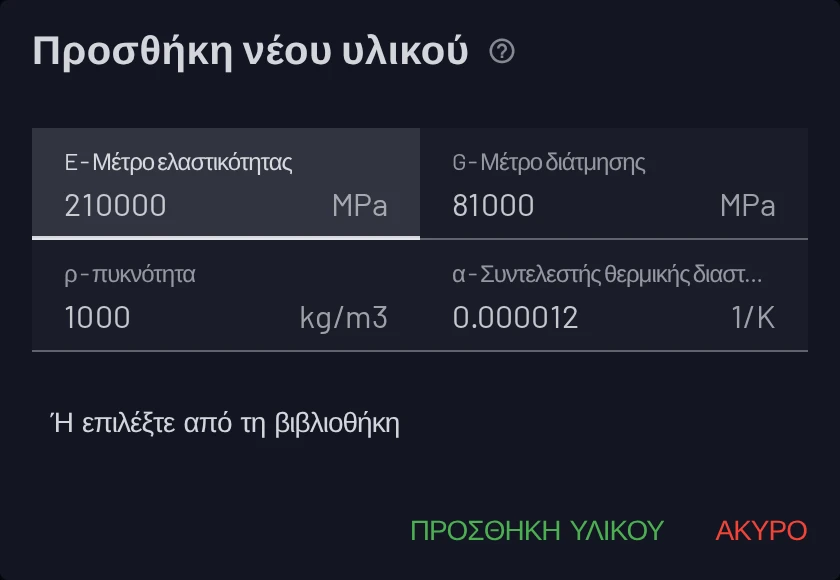 Προσθήκη νέου υλικού
E - Μέτρο ελαστικότητας
210000 MPa
G - Μέτρο διάτμησης
81000 MPa
ρ - πυκνότητα
1000 kg/m3
α - Συντελεστής θερμικής διαστ...
0.000012 1/K
Ή επιλέξτε από τη βιβλιοθήκη
ΠΡΟΣΘΗΚΗ ΥΛΙΚΟΥ
ΑΚΥΡΟ